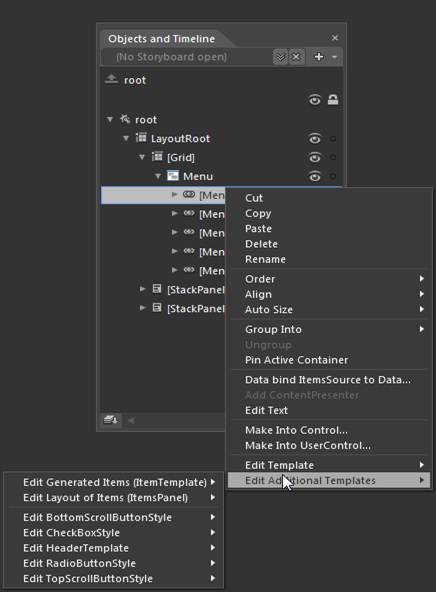 Objects and Timeline
(No Storyboard open)
root
root
LayoutRoot
[Grid]
Menu
[Men
[Men
[Men
[Men
[Men
[StackPanel
[StackPanel
Cut
Copy
Paste
Delete
Rename
Order
Align
Auto Size
Group Into
Ungroup
Pin Active Container
Data bind ItemsSource to Data...
Add ContentPresenter
Edit Text
Make Into Control...
Make Into UserControl...
Edit Template
Edit Additional Templates
Edit Generated Items (ItemTemplate)
Edit Layout of Items (ItemsPanel)
Edit BottomScrollButtonStyle
Edit CheckBoxStyle
Edit HeaderTemplate
Edit RadioButtonStyle
Edit TopScrollButtonStyle